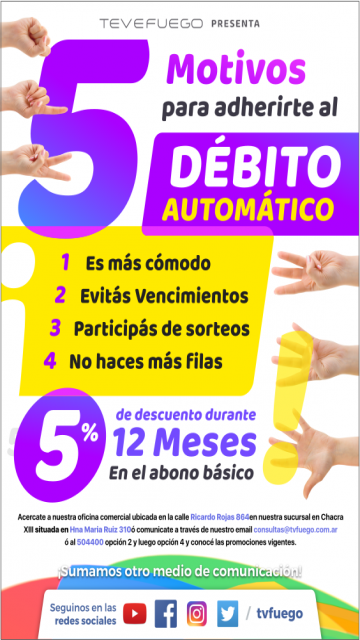 TEVEFUEGO PRESENTA
5
Motivos
para adherirte al
DÉBITO
AUTOMÁTICO
¡
1 Es más cómodo
2 Evitás Vencimientos
3 Participás de sorteos
4 No haces más filas
!
5%
de descuento durante
12 Meses
En el abono básico
Acercate a nuestra oficina comercial ubicada en la calle Ricardo Rojas 864en nuestra sucursal en Chacra
XIII situada en Hna Maria Ruiz 310ó comunicate a través de nuestro email consultas@tvfuego.com.ar
ó al 504400 opción 2 y luego opción 4 y conocé las promociones vigentes.
¡Sumamos otro medio de comunicación!
Seguinos en las
redes sociales
/ tvfuego